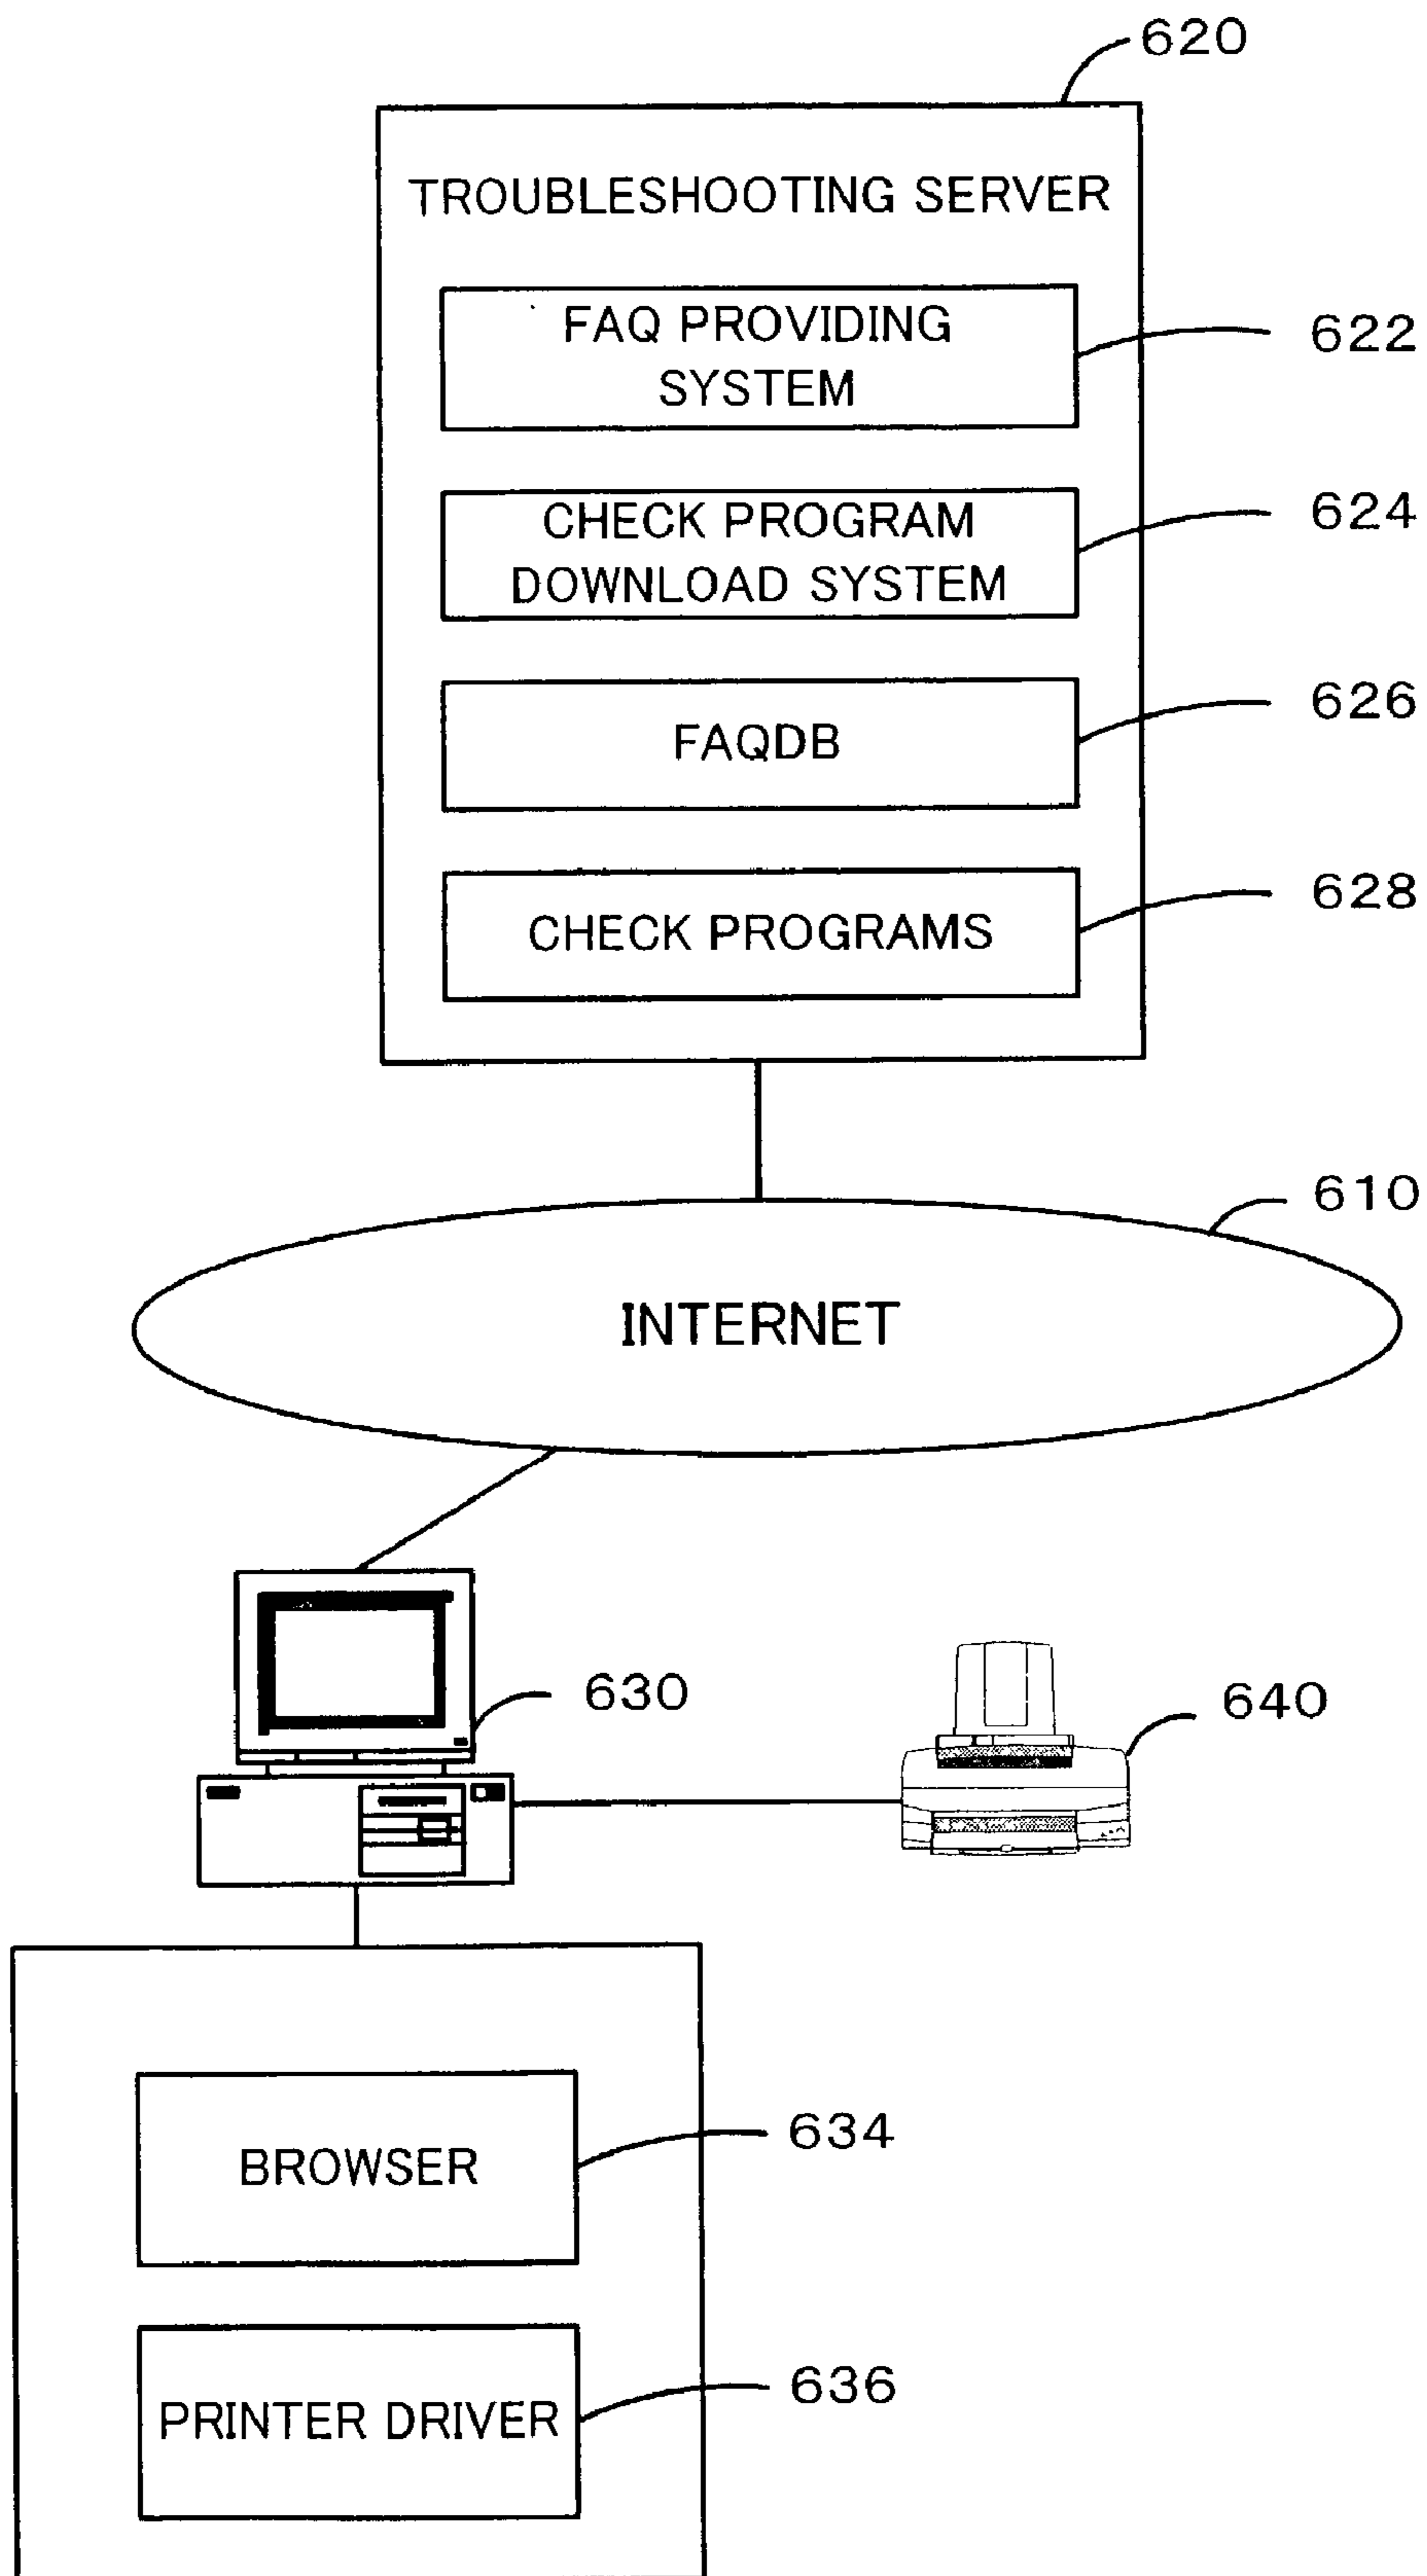 620
TROUBLESHOOTING SERVER
FAQ PROVIDING
SYSTEM
622
CHECK PROGRAM
DOWNLOAD SYSTEM
624
FAQDB
626
CHECK PROGRAMS
628
610
INTERNET
630
640
BROWSER
634
PRINTER DRIVER
636